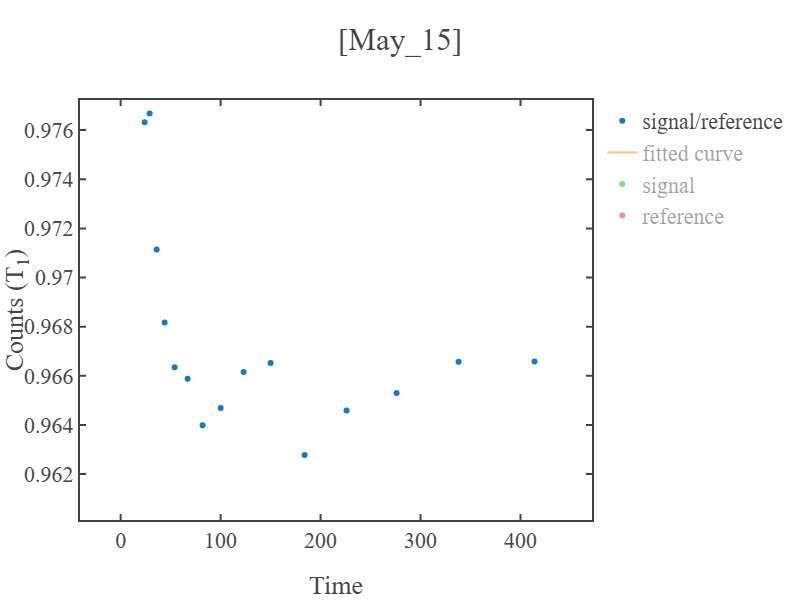 [May_15]
signal/reference
fitted curve
signal
reference
Counts (T1)
0.976
0.974
0.972
0.97
0.968
0.966
0.964
0.962
0 100 200 300 400
Time